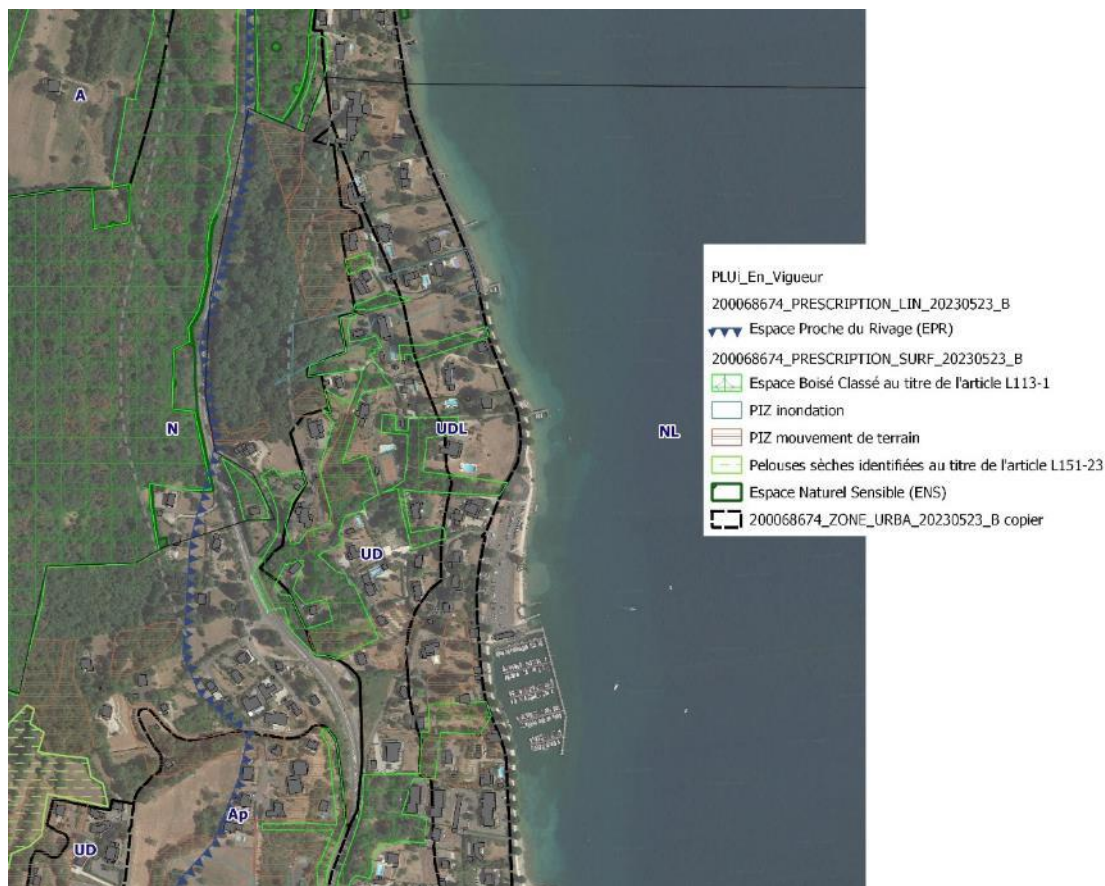 A
N
UDL
NL
UD
Ap
UD
PLUi_En_Vigueur
200068674_PRESCRIPTION_LIN_20230523_B
Espace Proche du Rivage (EPR)
200068674_PRESCRIPTION_SURF_20230523_B
Espace Boisé Classé au titre de l'article L113-1
PIZ inondation
PIZ mouvement de terrain
Pelouses sèches identifiées au titre de l'article L151-23
Espace Naturel Sensible (ENS)
200068674_ZONE_URBA_20230523_B copier